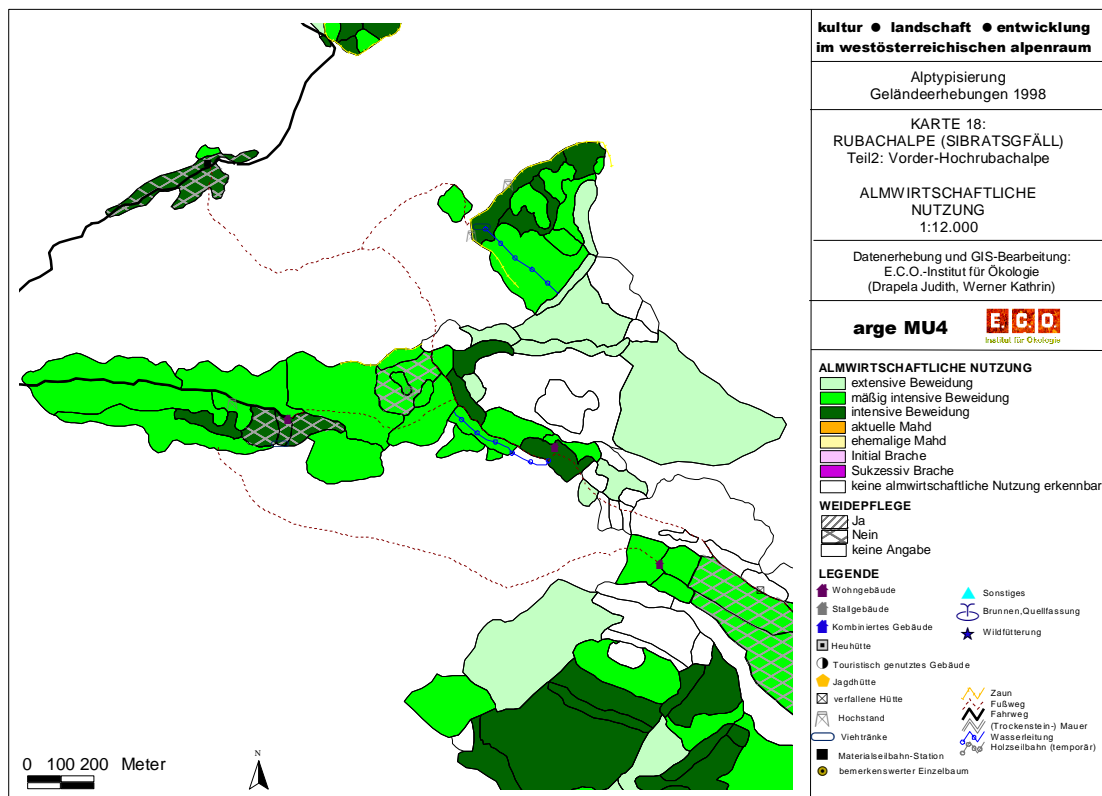 kultur ● landschaft ● entwicklung
im westösterreichischen alpenraum
Alptypisierung
Geländeerhebungen 1998
KARTE 18:
RUBACHALPE (SIBRATSGFÄLL)
Teil2: Vorder-Hochrubachalpe
ALMWIRTSCHAFTLICHE
NUTZUNG
1:12.000
Datenerhebung und GIS-Bearbeitung:
E.C.O.-Institut für Ökologie
(Drapela Judith, Werner Kathrin)
arge MU4
E.C.O.
Institut für Ökologie
ALMWIRTSCHAFTLICHE NUTZUNG
extensive Beweidung
mäßig intensive Beweidung
intensive Beweidung
aktuelle Mahd
ehemalige Mahd
Initial Brache
Sukzessiv Brache
keine almwirtschaftliche Nutzung erkennbar
WEIDEPFLEGE
Ja
Nein
keine Angabe
LEGENDE
Wohngebäude
Stallgebäude
Kombiniertes Gebäude
Heuhütte
Touristisch genutztes Gebäude
Jagdhütte
verfallene Hütte
Hochstand
Viehtränke
Materialseilbahn-Station
bemerkenswerter Einzelbaum
Sonstiges
Brunnen,Quellfassung
Wildfütterung
Zaun
Fußweg
Fahrweg
(Trockenstein-) Mauer
Wasserleitung
Holzseilbahn (temporär)
0 100 200 Meter
N